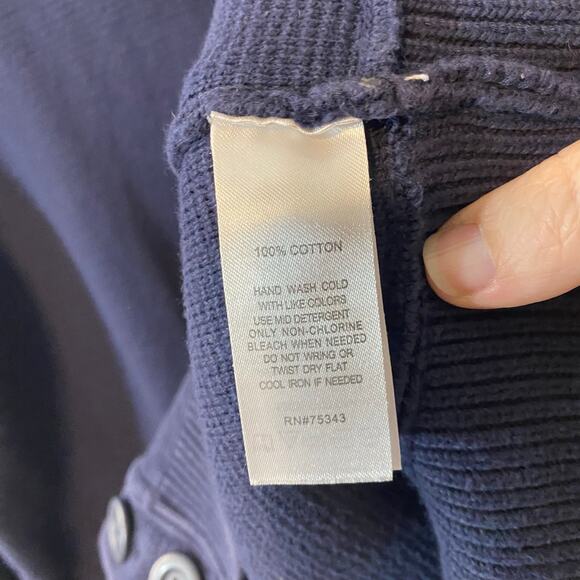 100% COTTON
HAND WASH COLD
WITH LIKE COLORS
USE MID DETERGENT
ONLY NON-CHLORINE
BLEACH WHEN NEEDED
DO NOT WRING OR
TWIST DRY FLAT
COOL IRON IF NEEDED
RN#75343